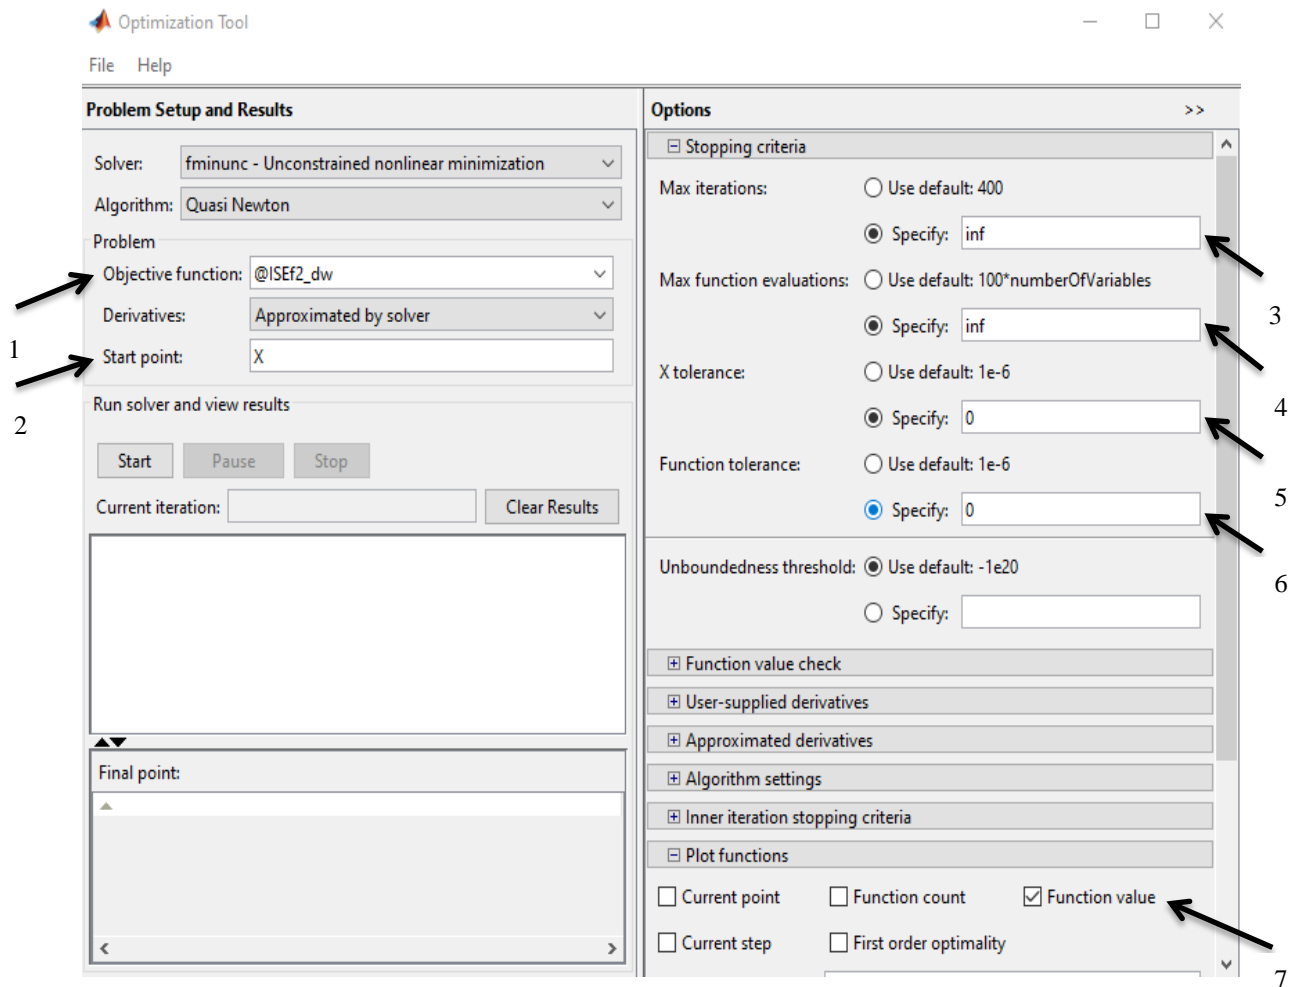 Optimization Tool
File Help
Problem Setup and Results
Solver: fminunc - Unconstrained nonlinear minimization
Algorithm: Quasi Newton
Problem
Objective function: @ISEf2_dw
Derivatives: Approximated by solver
1
Start point: X
2
Run solver and view results
Start Pause Stop
Current iteration: Clear Results
Final point:
Options >>
Stopping criteria
Max iterations: Use default: 400
Specify: inf
3
Max function evaluations: Use default: 100*numberOfVariables
Specify: inf
4
X tolerance: Use default: 1e-6
Specify: 0
5
Function tolerance: Use default: 1e-6
Specify: 0
6
Unboundedness threshold: Use default: -1e20
Specify:
Function value check
User-supplied derivatives
Approximated derivatives
Algorithm settings
Inner iteration stopping criteria
Plot functions
Current point Function count Function value
Current step First order optimality
7